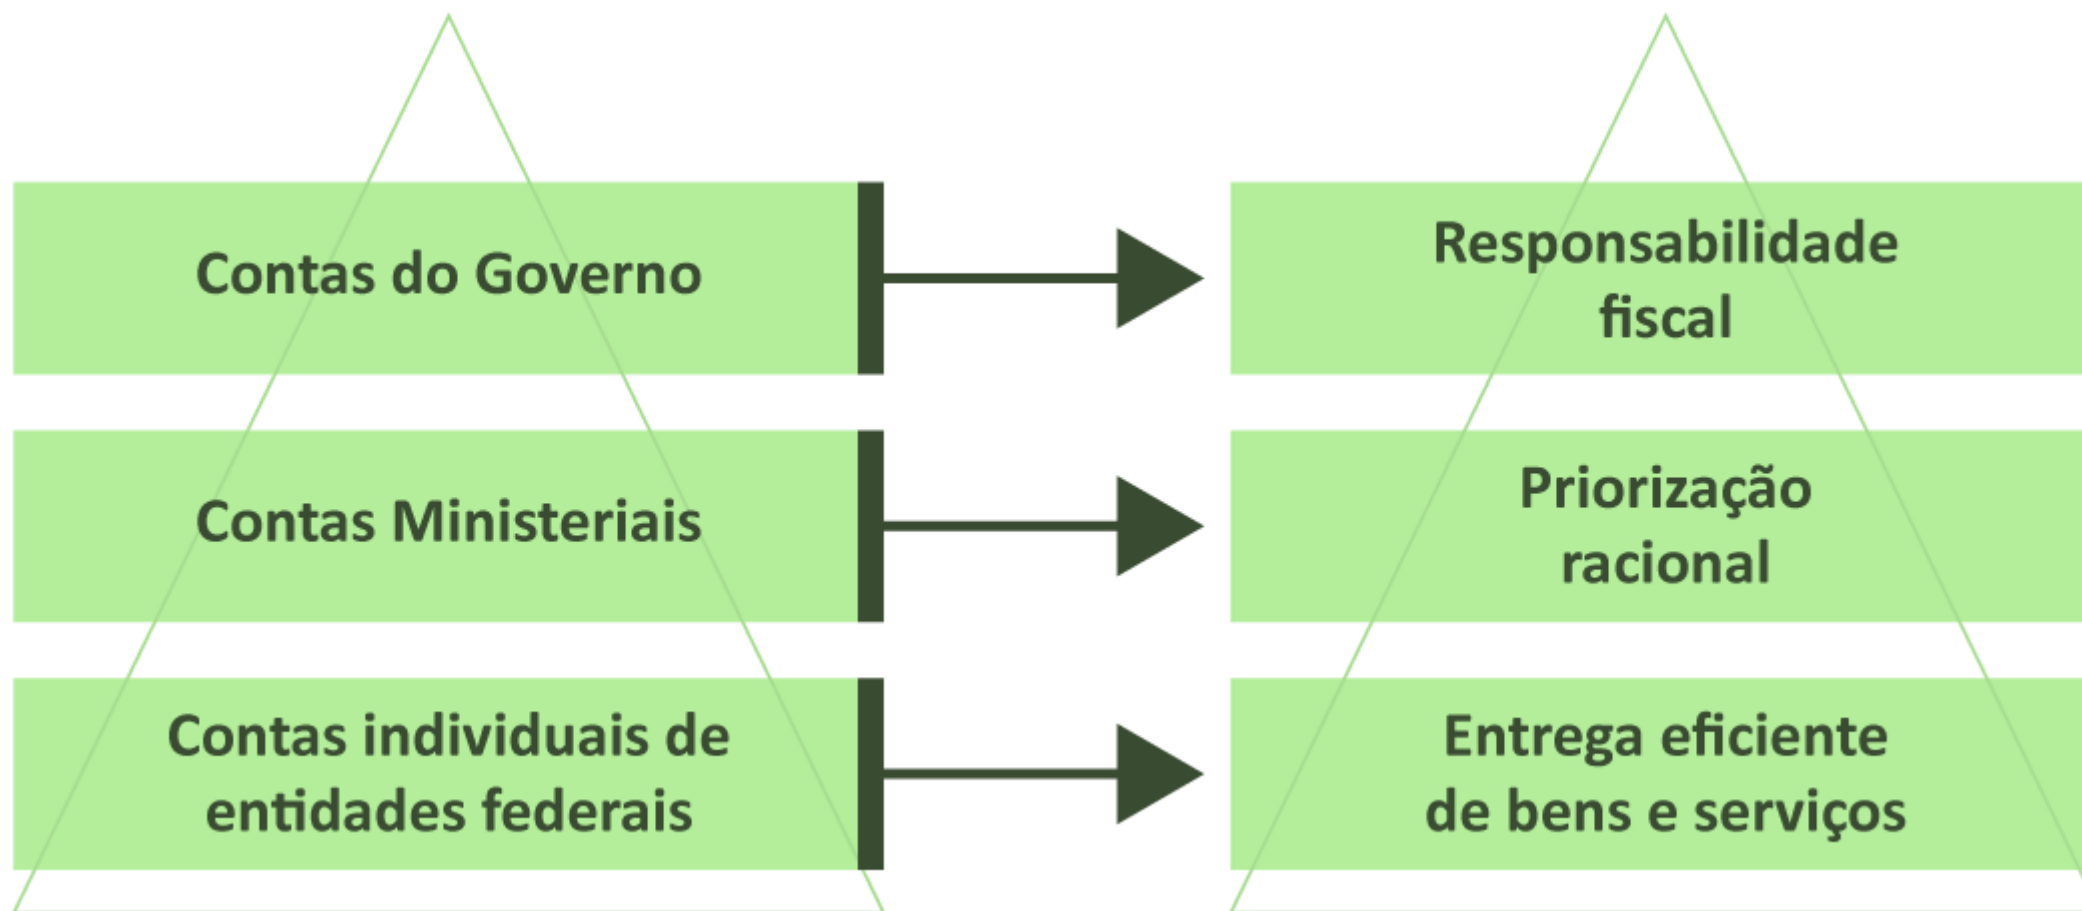 Contas do Governo
Responsabilidade
fiscal
Contas Ministeriais
Priorização
racional
Contas individuais de
entidades federais
Entrega eficiente
de bens e serviços